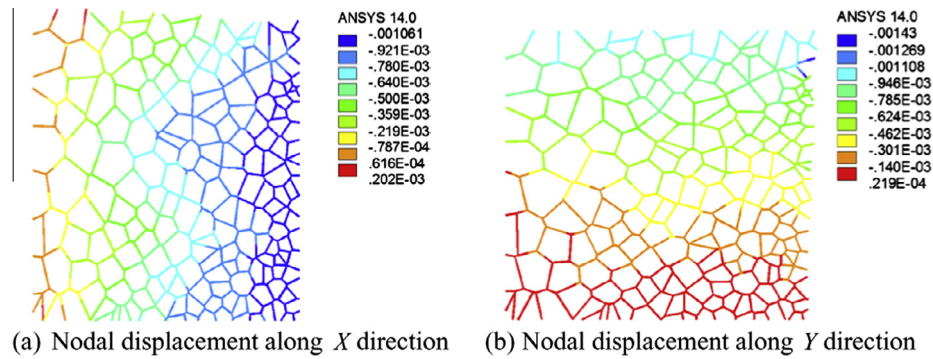 ANSYS 14.0
-.001061
-.921E-03
-.780E-03
-.640E-03
-.500E-03
-.359E-03
-.219E-03
-.787E-04
.616E-04
.202E-03
ANSYS 14.0
-.00143
-.001269
-.001108
-.946E-03
-.785E-03
-.624E-03
-.462E-03
-.301E-03
-.140E-03
.219E-04
(a) Nodal displacement along X direction
(b) Nodal displacement along Y direction